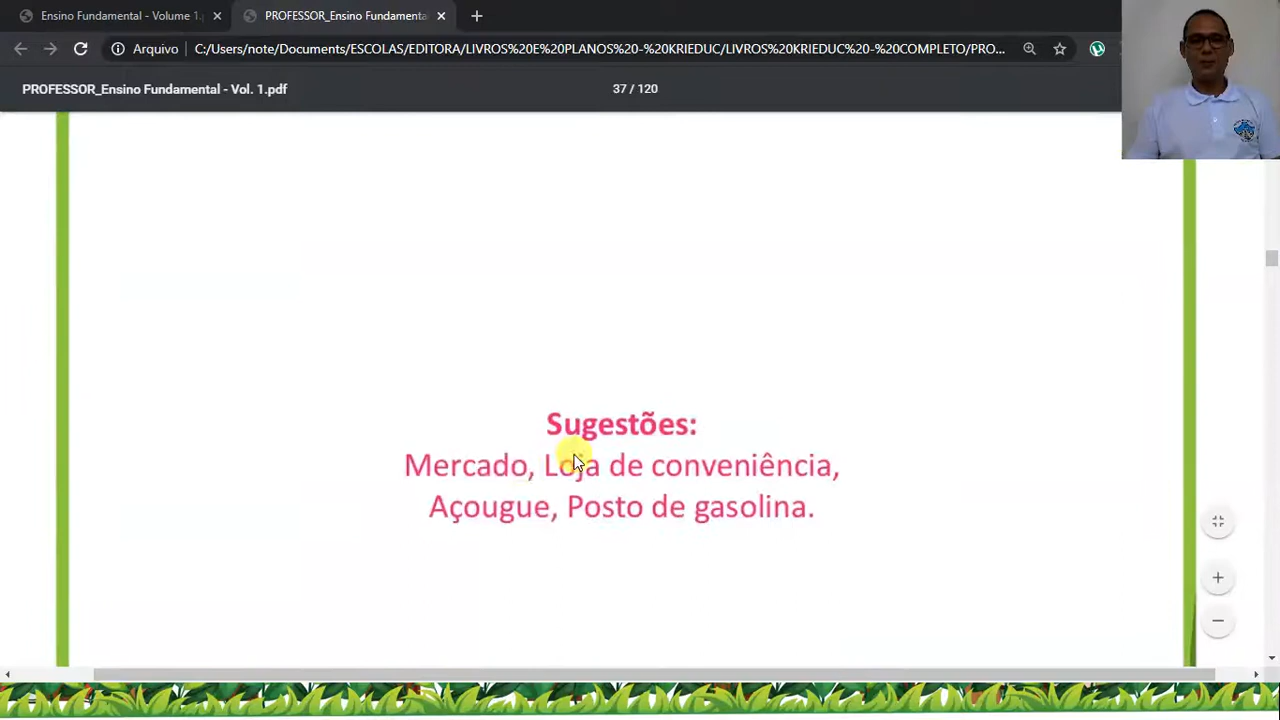 Ensino Fundamental - Volume 1.
PROFESSOR_Ensino Fundamenta
Arquivo
C:/Users/note/Documents/ESCOLAS/EDITORA/LIVROS%20E%20PLANOS%20-%20KRIEDUC/LIVROS%20KRIEDUC%20-%20COMPLETO/PRO...
PROFESSOR_Ensino Fundamental - Vol. 1.pdf
37 / 120
Sugestões:
Mercado, Loja de conveniência,
Açougue, Posto de gasolina.